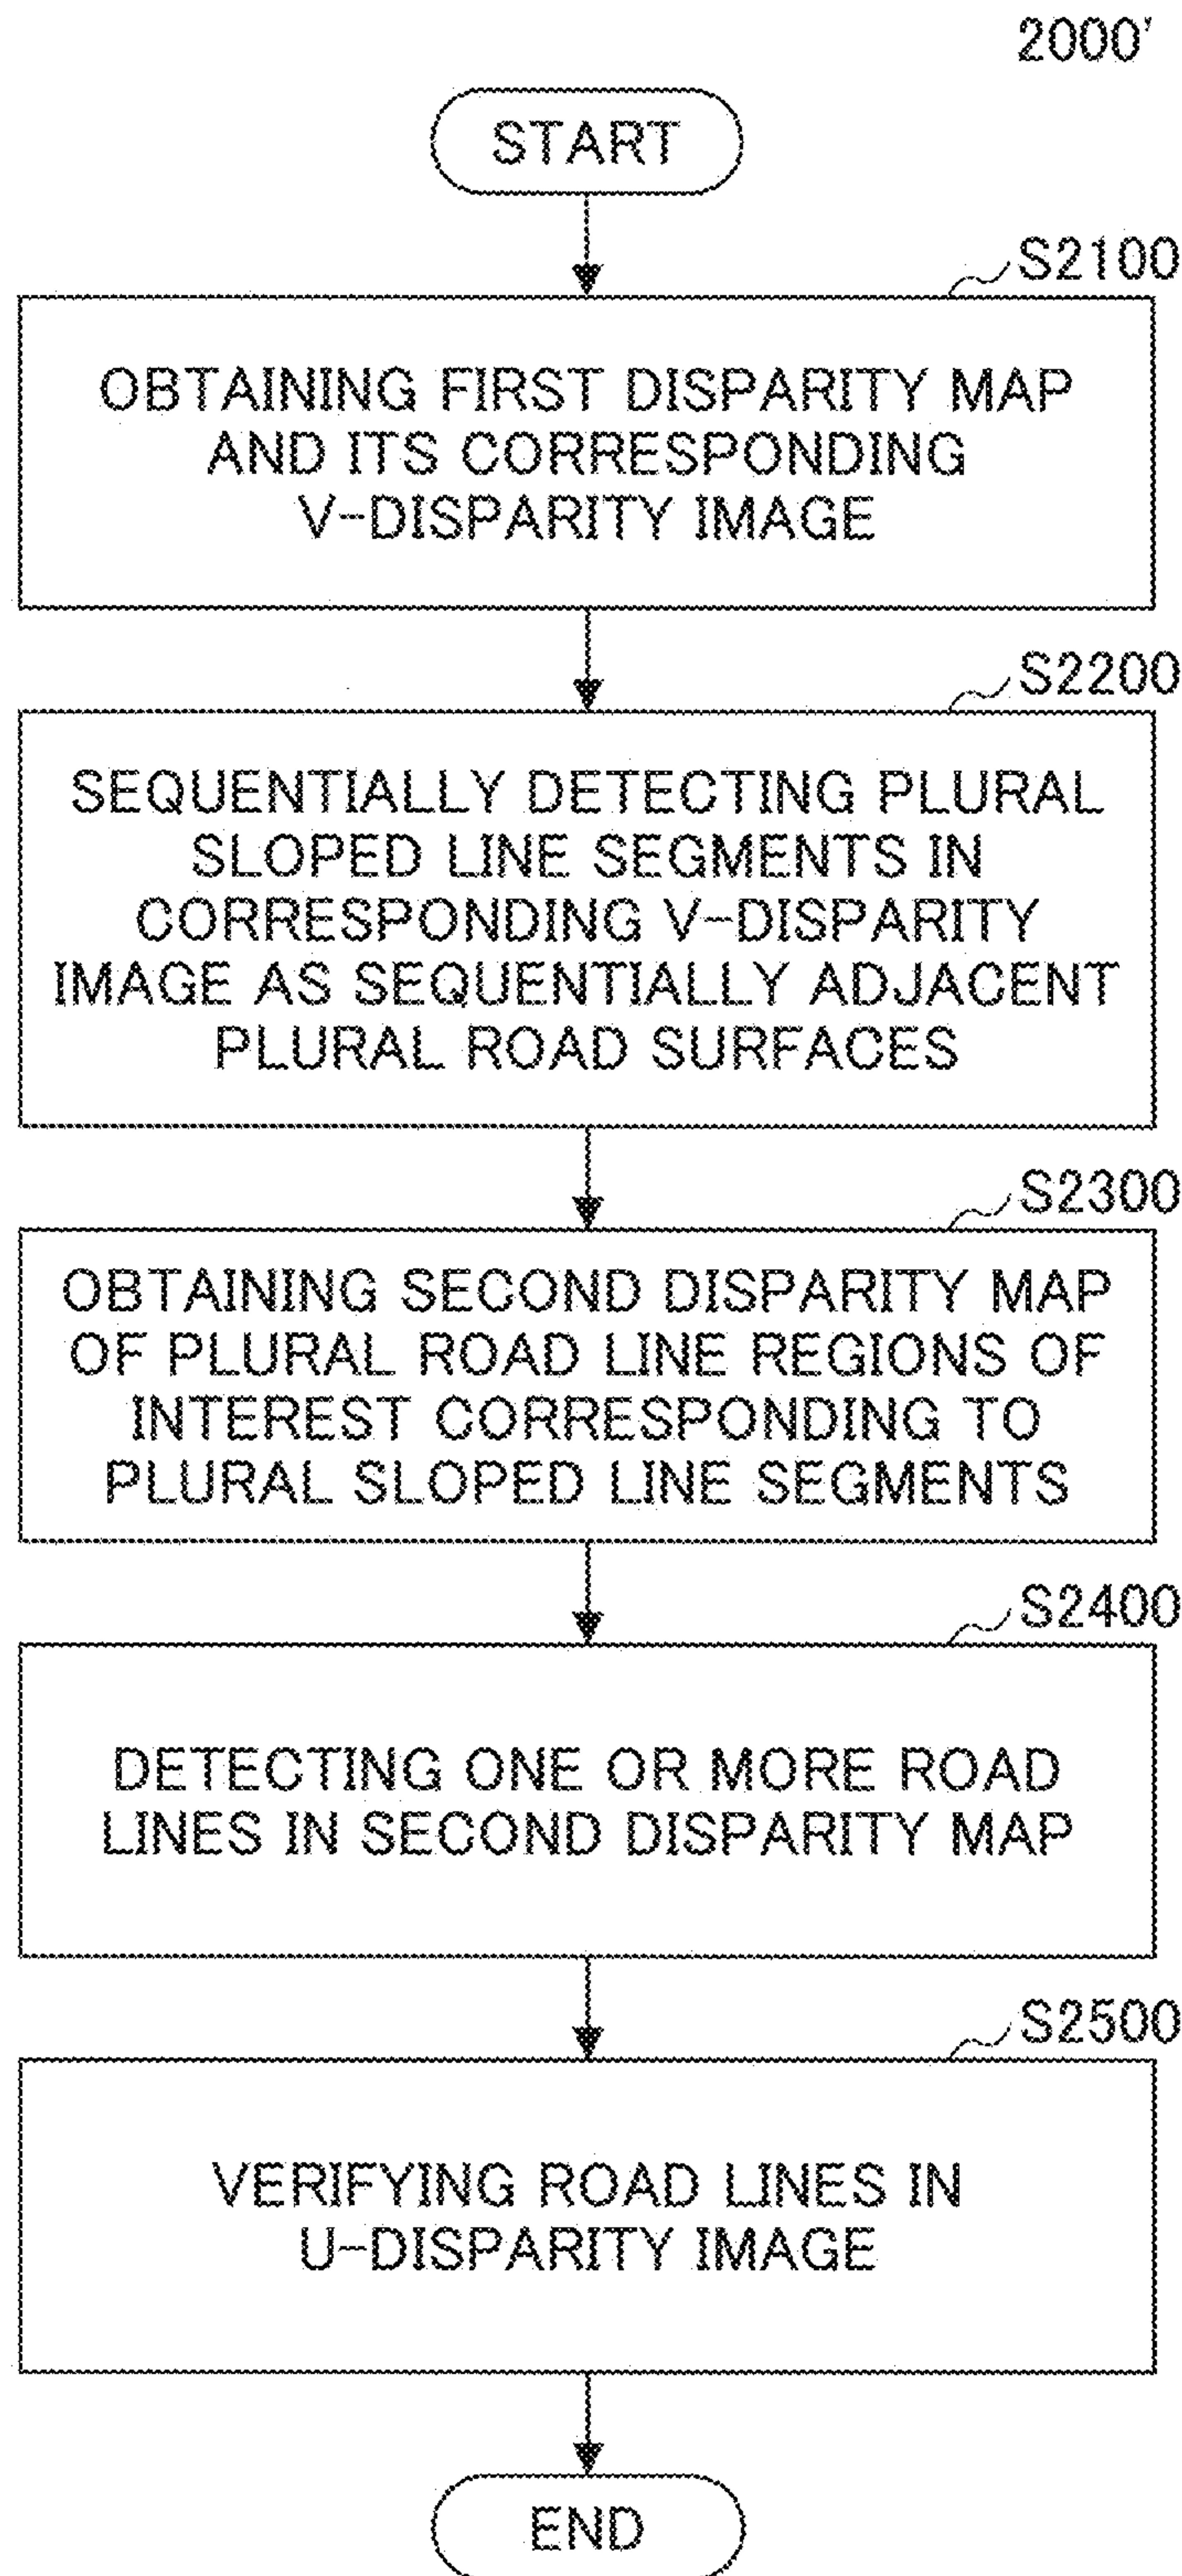 2000'
START
S2100
OBTAINING FIRST DISPARITY MAP
AND ITS CORRESPONDING
V-DISPARITY IMAGE
S2200
SEQUENTIALLY DETECTING PLURAL
SLOPED LINE SEGMENTS IN
CORRESPONDING V-DISPARITY
IMAGE AS SEQUENTIALLY ADJACENT
PLURAL ROAD SURFACES
S2300
OBTAINING SECOND DISPARITY MAP
OF PLURAL ROAD LINE REGIONS OF
INTEREST CORRESPONDING TO
PLURAL SLOPED LINE SEGMENTS
S2400
DETECTING ONE OR MORE ROAD
LINES IN SECOND DISPARITY MAP
S2500
VERIFYING ROAD LINES IN
U-DISPARITY IMAGE
END